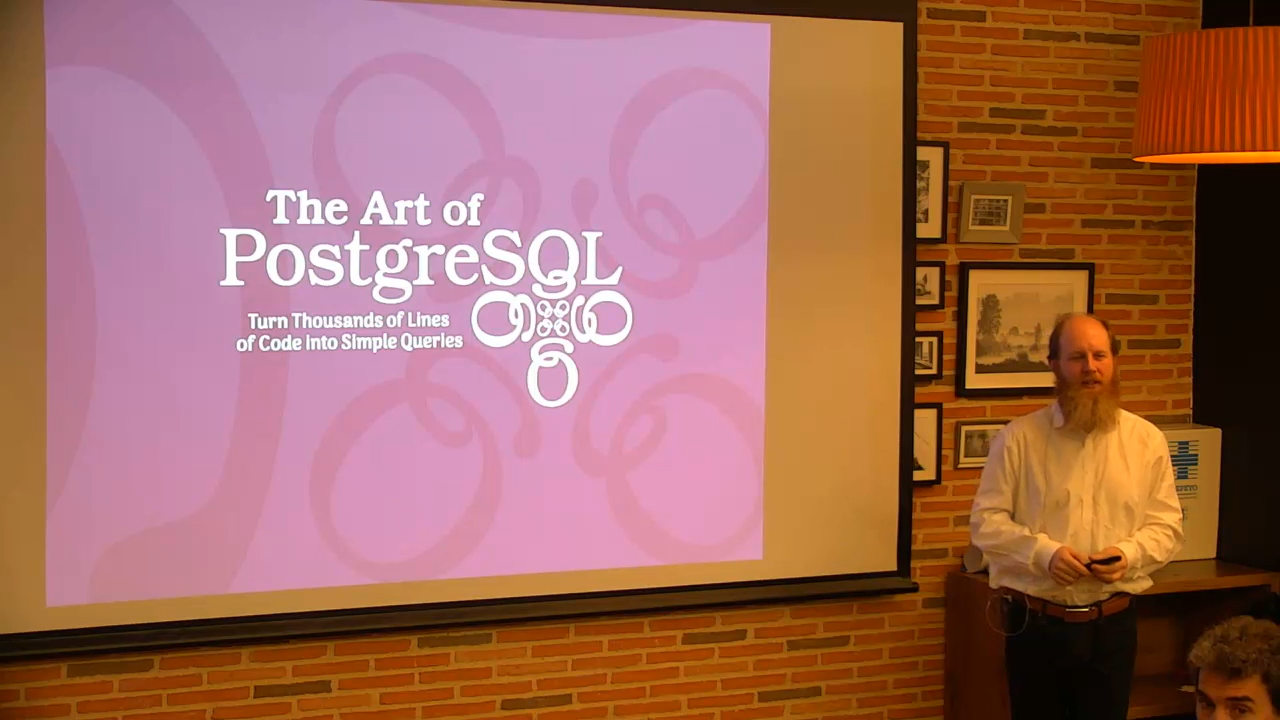 The Art of
PostgreSQL
Turn Thousands of Lines
of Code into Simple Queries